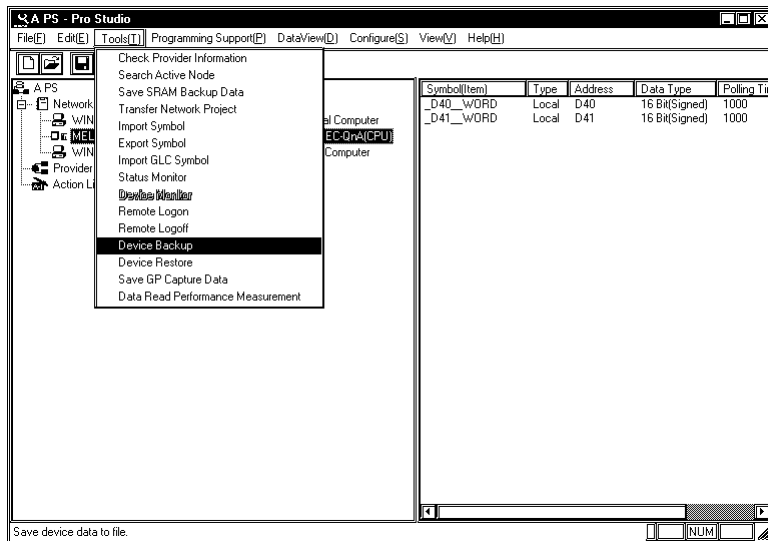 A PS - Pro Studio
File(F) Edit(E) Tools(T) Programming Support(P) DataView(D) Configure(S) View(V) Help(H)
Check Provider Information
Search Active Node
Save SRAM Backup Data
Transfer Network Project
Import Symbol
Export Symbol
Import GLC Symbol
Status Monitor
Device Monitor
Remote Logon
Remote Logoff
Device Backup
Device Restore
Save GP Capture Data
Data Read Performance Measurement
A PS
Network
WIN al Computer
MEL EC-QnA(CPU)
WIN Computer
Provider
Action Li
Symbol(Item) Type Address Data Type Polling Ti
_D40__WORD Local D40 16 Bit(Signed) 1000
_D41__WORD Local D41 16 Bit(Signed) 1000
Save device data to file. NUM